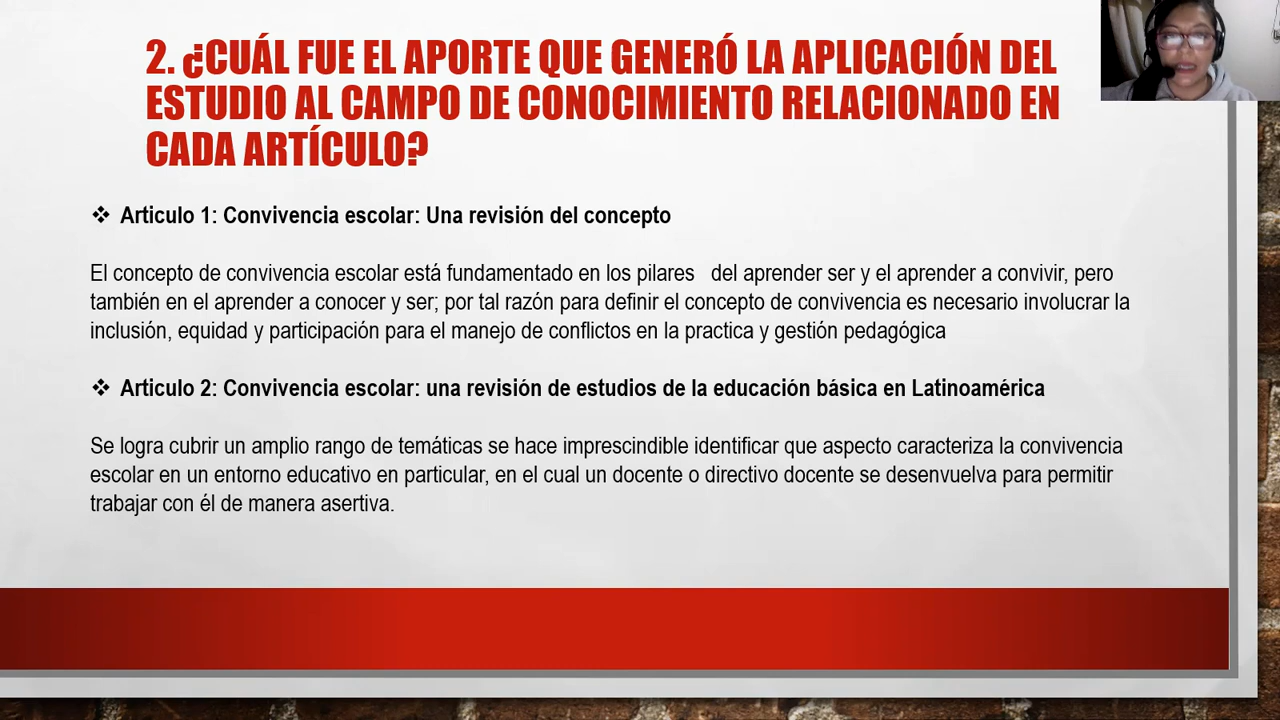 2. ¿CUÁL FUE EL APORTE QUE GENERÓ LA APLICACIÓN DEL
ESTUDIO AL CAMPO DE CONOCIMIENTO RELACIONADO EN
CADA ARTÍCULO?
❖ Articulo 1: Convivencia escolar: Una revisión del concepto
El concepto de convivencia escolar está fundamentado en los pilares del aprender ser y el aprender a convivir, pero
también en el aprender a conocer y ser; por tal razón para definir el concepto de convivencia es necesario involucrar la
inclusión, equidad y participación para el manejo de conflictos en la practica y gestión pedagógica
❖ Articulo 2: Convivencia escolar: una revisión de estudios de la educación básica en Latinoamérica
Se logra cubrir un amplio rango de temáticas se hace imprescindible identificar que aspecto caracteriza la convivencia
escolar en un entorno educativo en particular, en el cual un docente o directivo docente se desenvuelva para permitir
trabajar con él de manera asertiva.